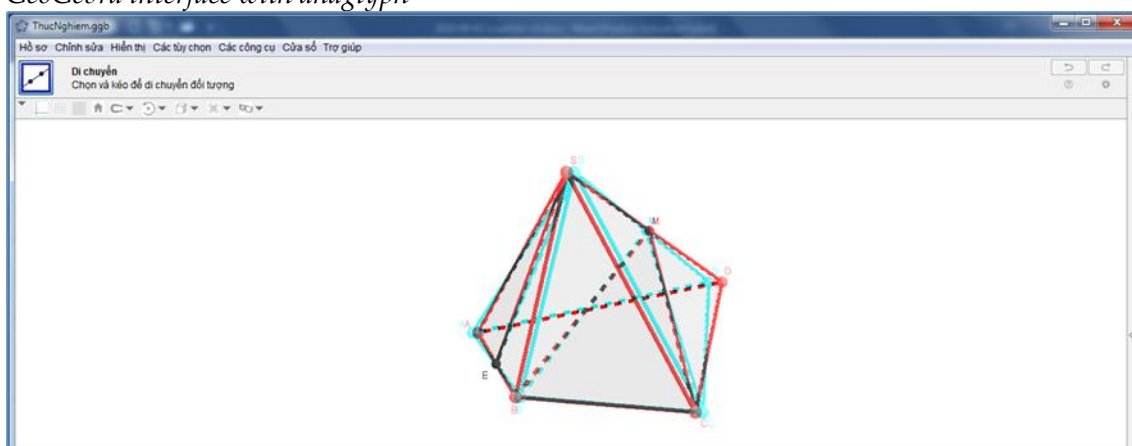 GeoGebra interface with anaglyph
ThucNghiem.ggb
Hồ sơ Chỉnh sửa Hiển thị Các tùy chọn Các công cụ Cửa sổ Trợ giúp
Di chuyển
Chọn và kéo để di chuyển đối tượng
S
M
D
A
E
B
C